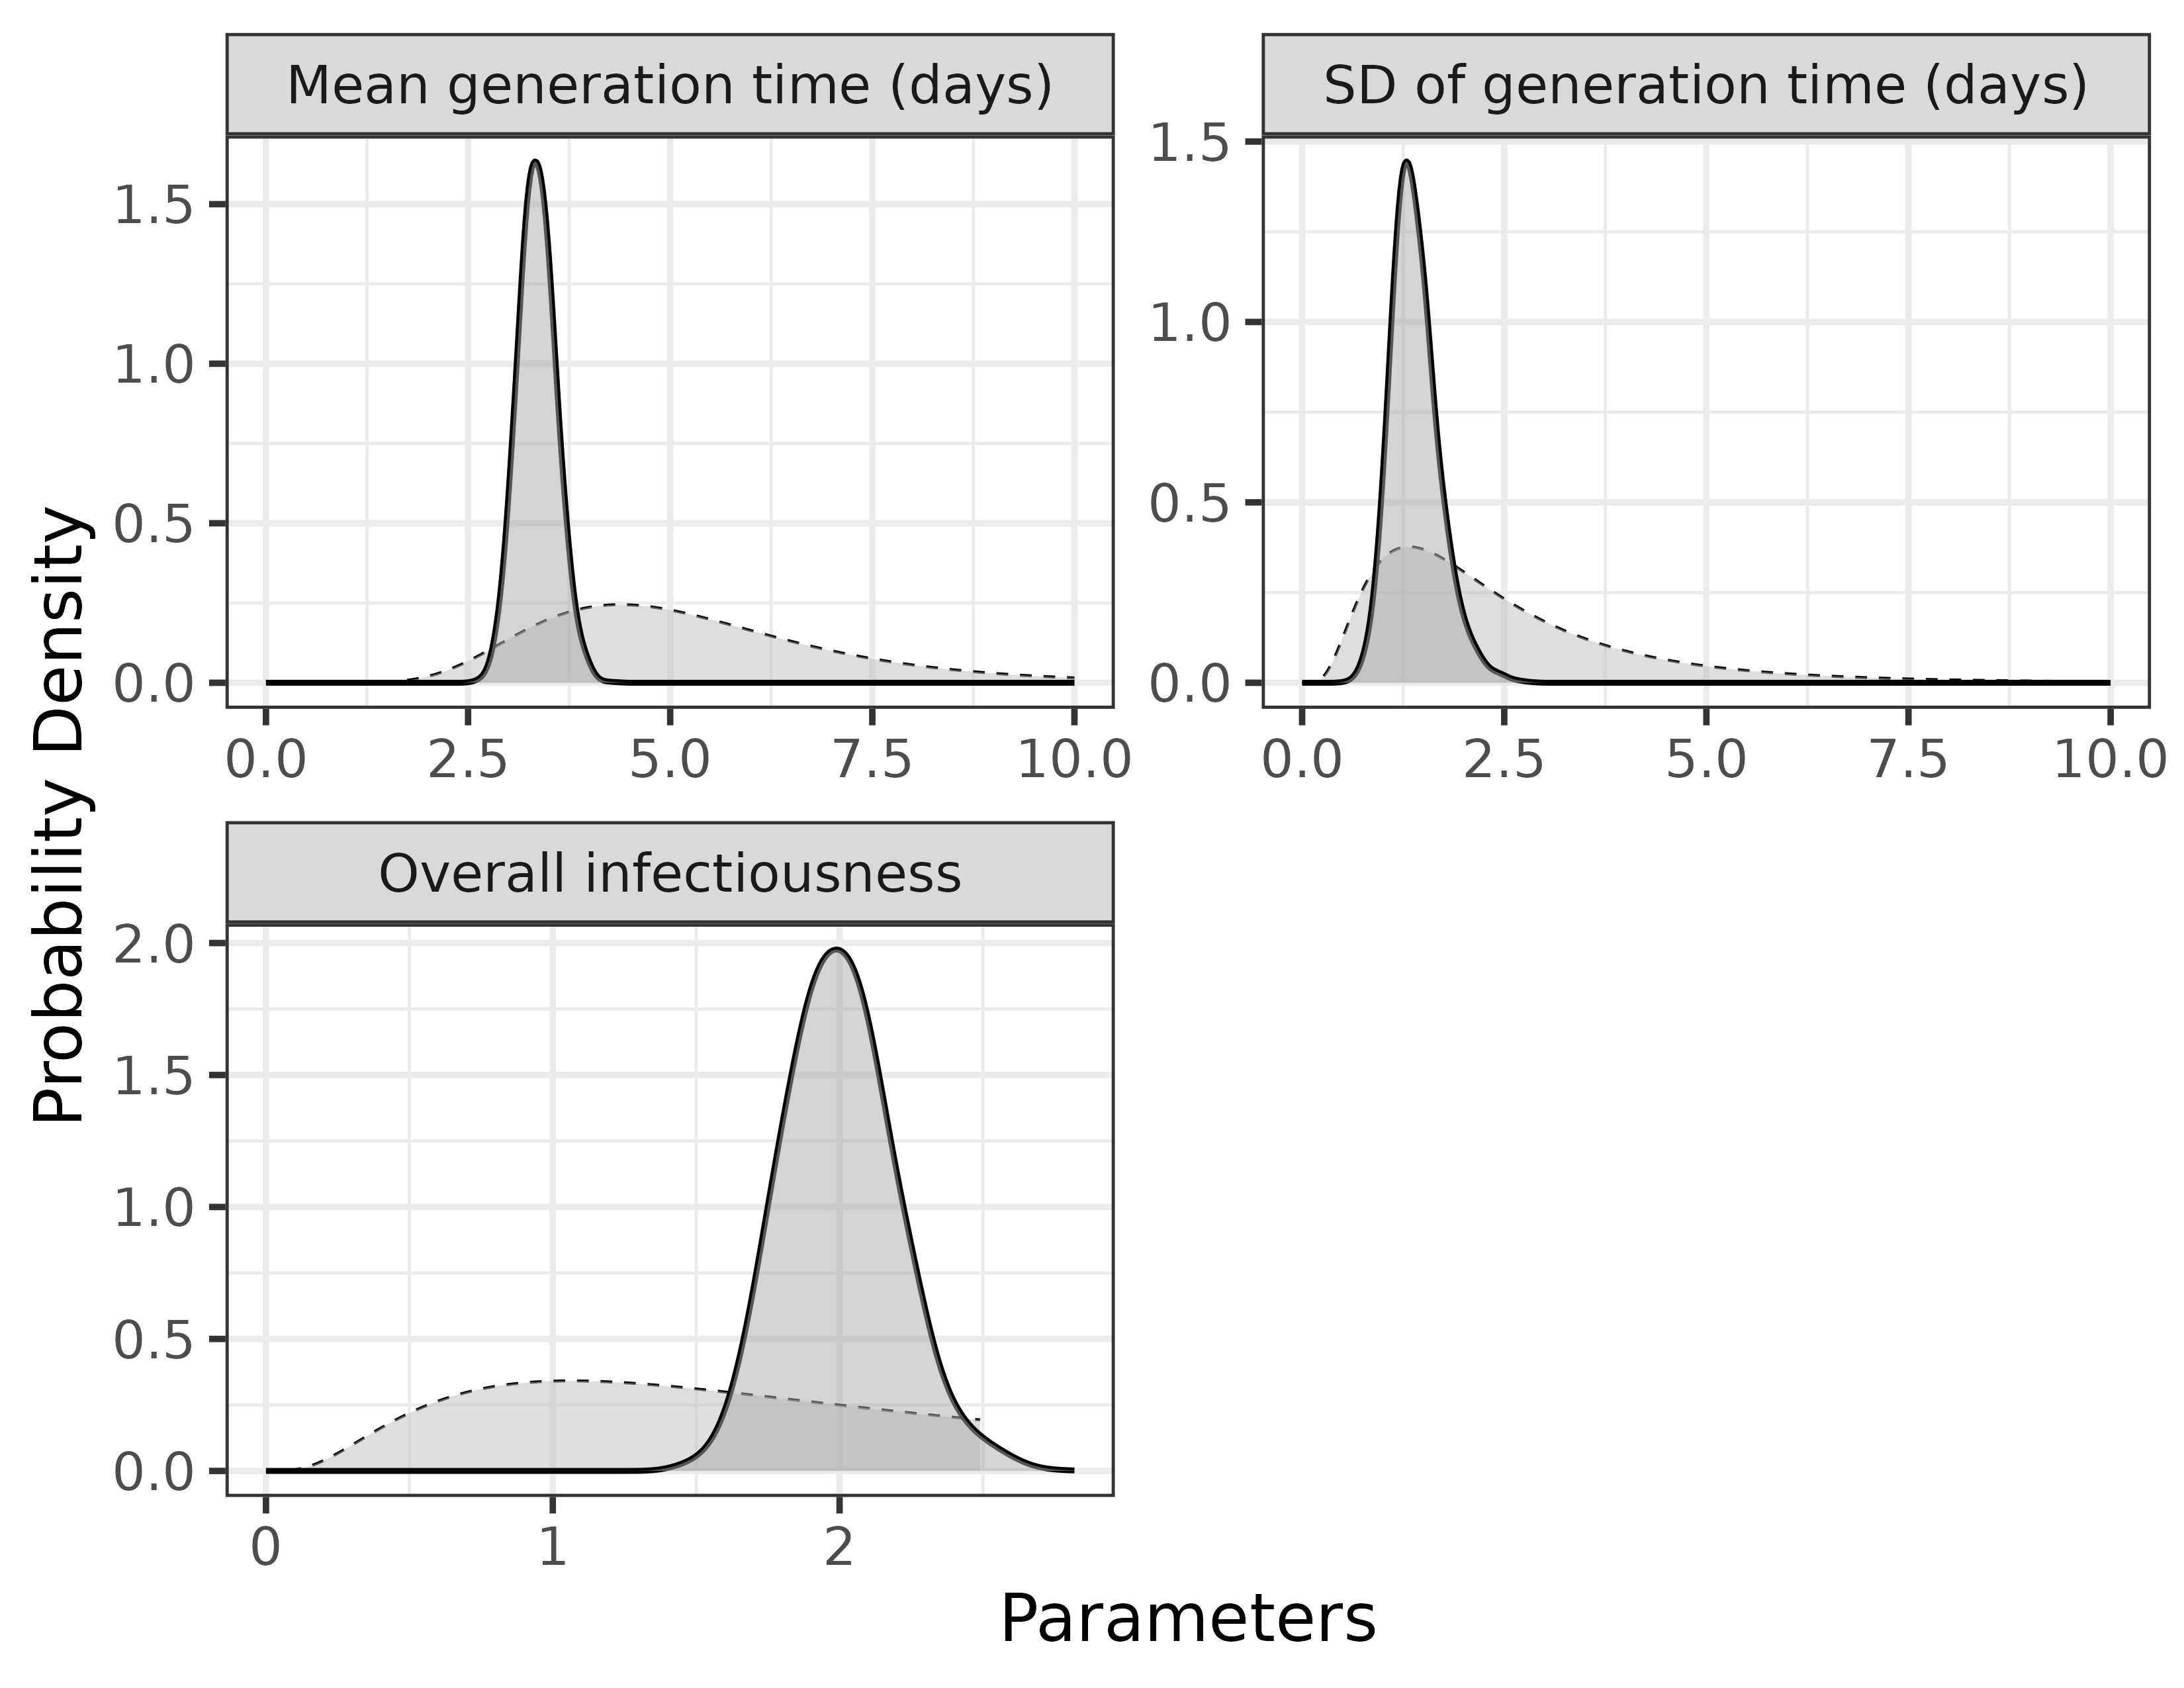 Mean generation time (days)
SD of generation time (days)
1.5
1.0
0.5
0.0
0.0 2.5 5.0 7.5 10.0
1.5
1.0
0.5
0.0
0.0 2.5 5.0 7.5 10.0
Probability Density
Overall infectiousness
2.0
1.5
1.0
0.5
0.0
0 1 2
Parameters